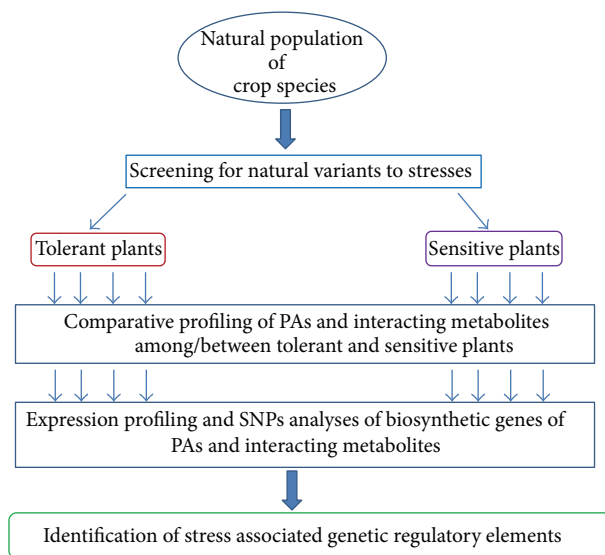 Natural population
of
crop species
Screening for natural variants to stresses
Tolerant plants
Sensitive plants
Comparative profiling of PAs and interacting metabolites
among/between tolerant and sensitive plants
Expression profiling and SNPs analyses of biosynthetic genes of
PAs and interacting metabolites
Identification of stress associated genetic regulatory elements